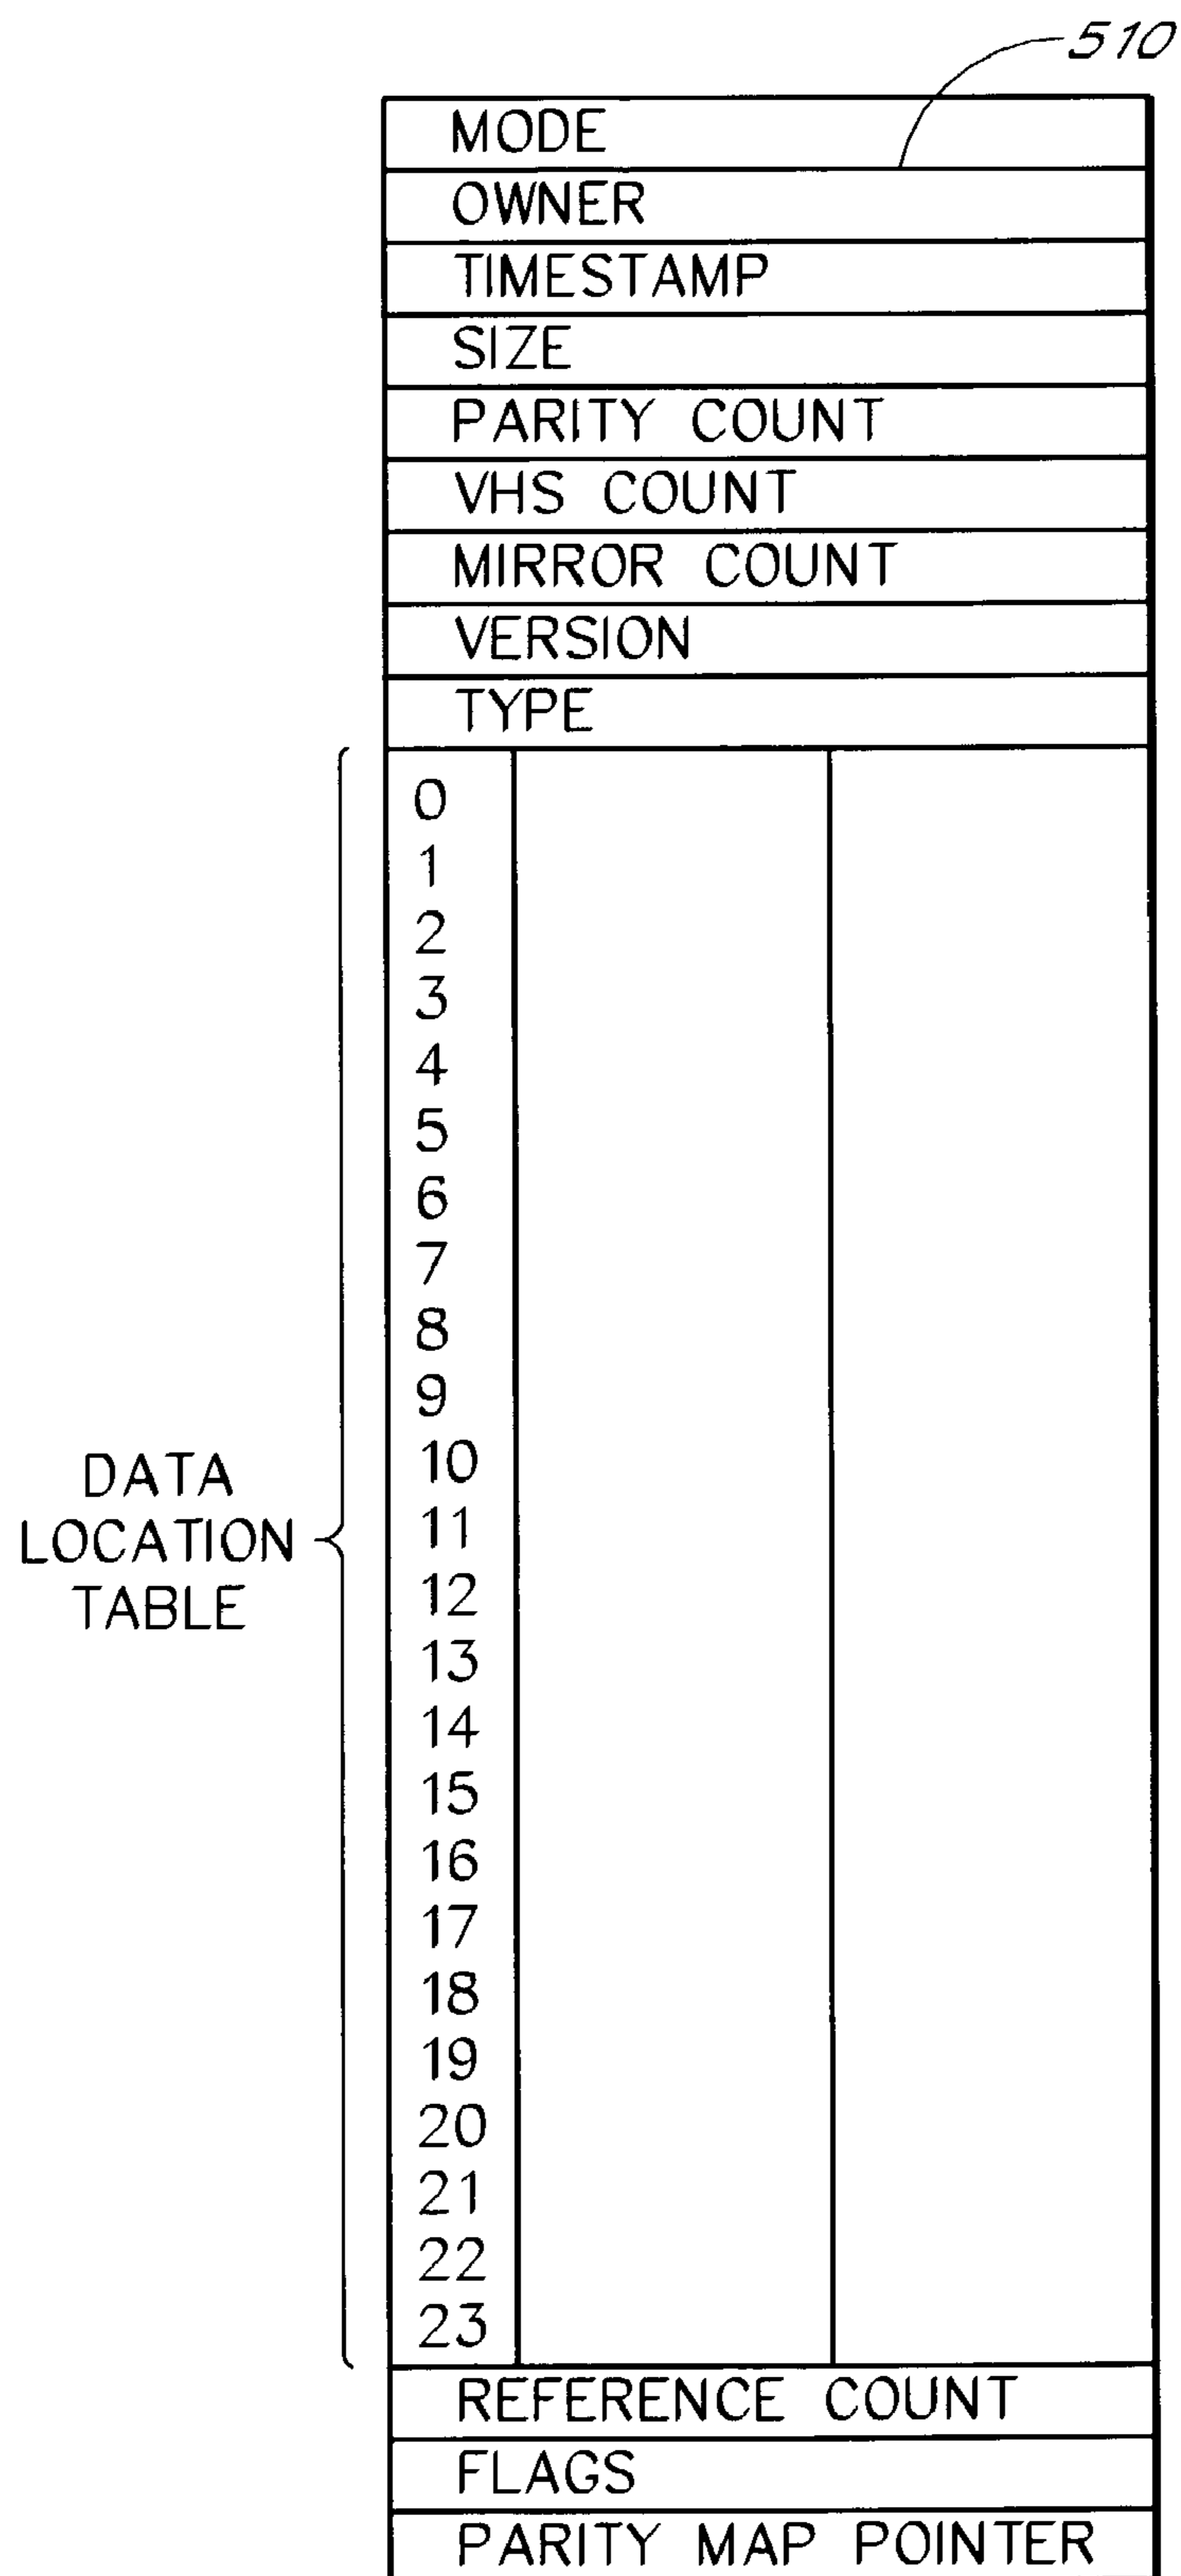 510
MODE
OWNER
TIMESTAMP
SIZE
PARITY COUNT
VHS COUNT
MIRROR COUNT
VERSION
TYPE
0
1
2
3
4
5
6
7
8
9
10
11
12
13
14
15
16
17
18
19
20
21
22
23
DATA
LOCATION
TABLE
REFERENCE COUNT
FLAGS
PARITY MAP POINTER